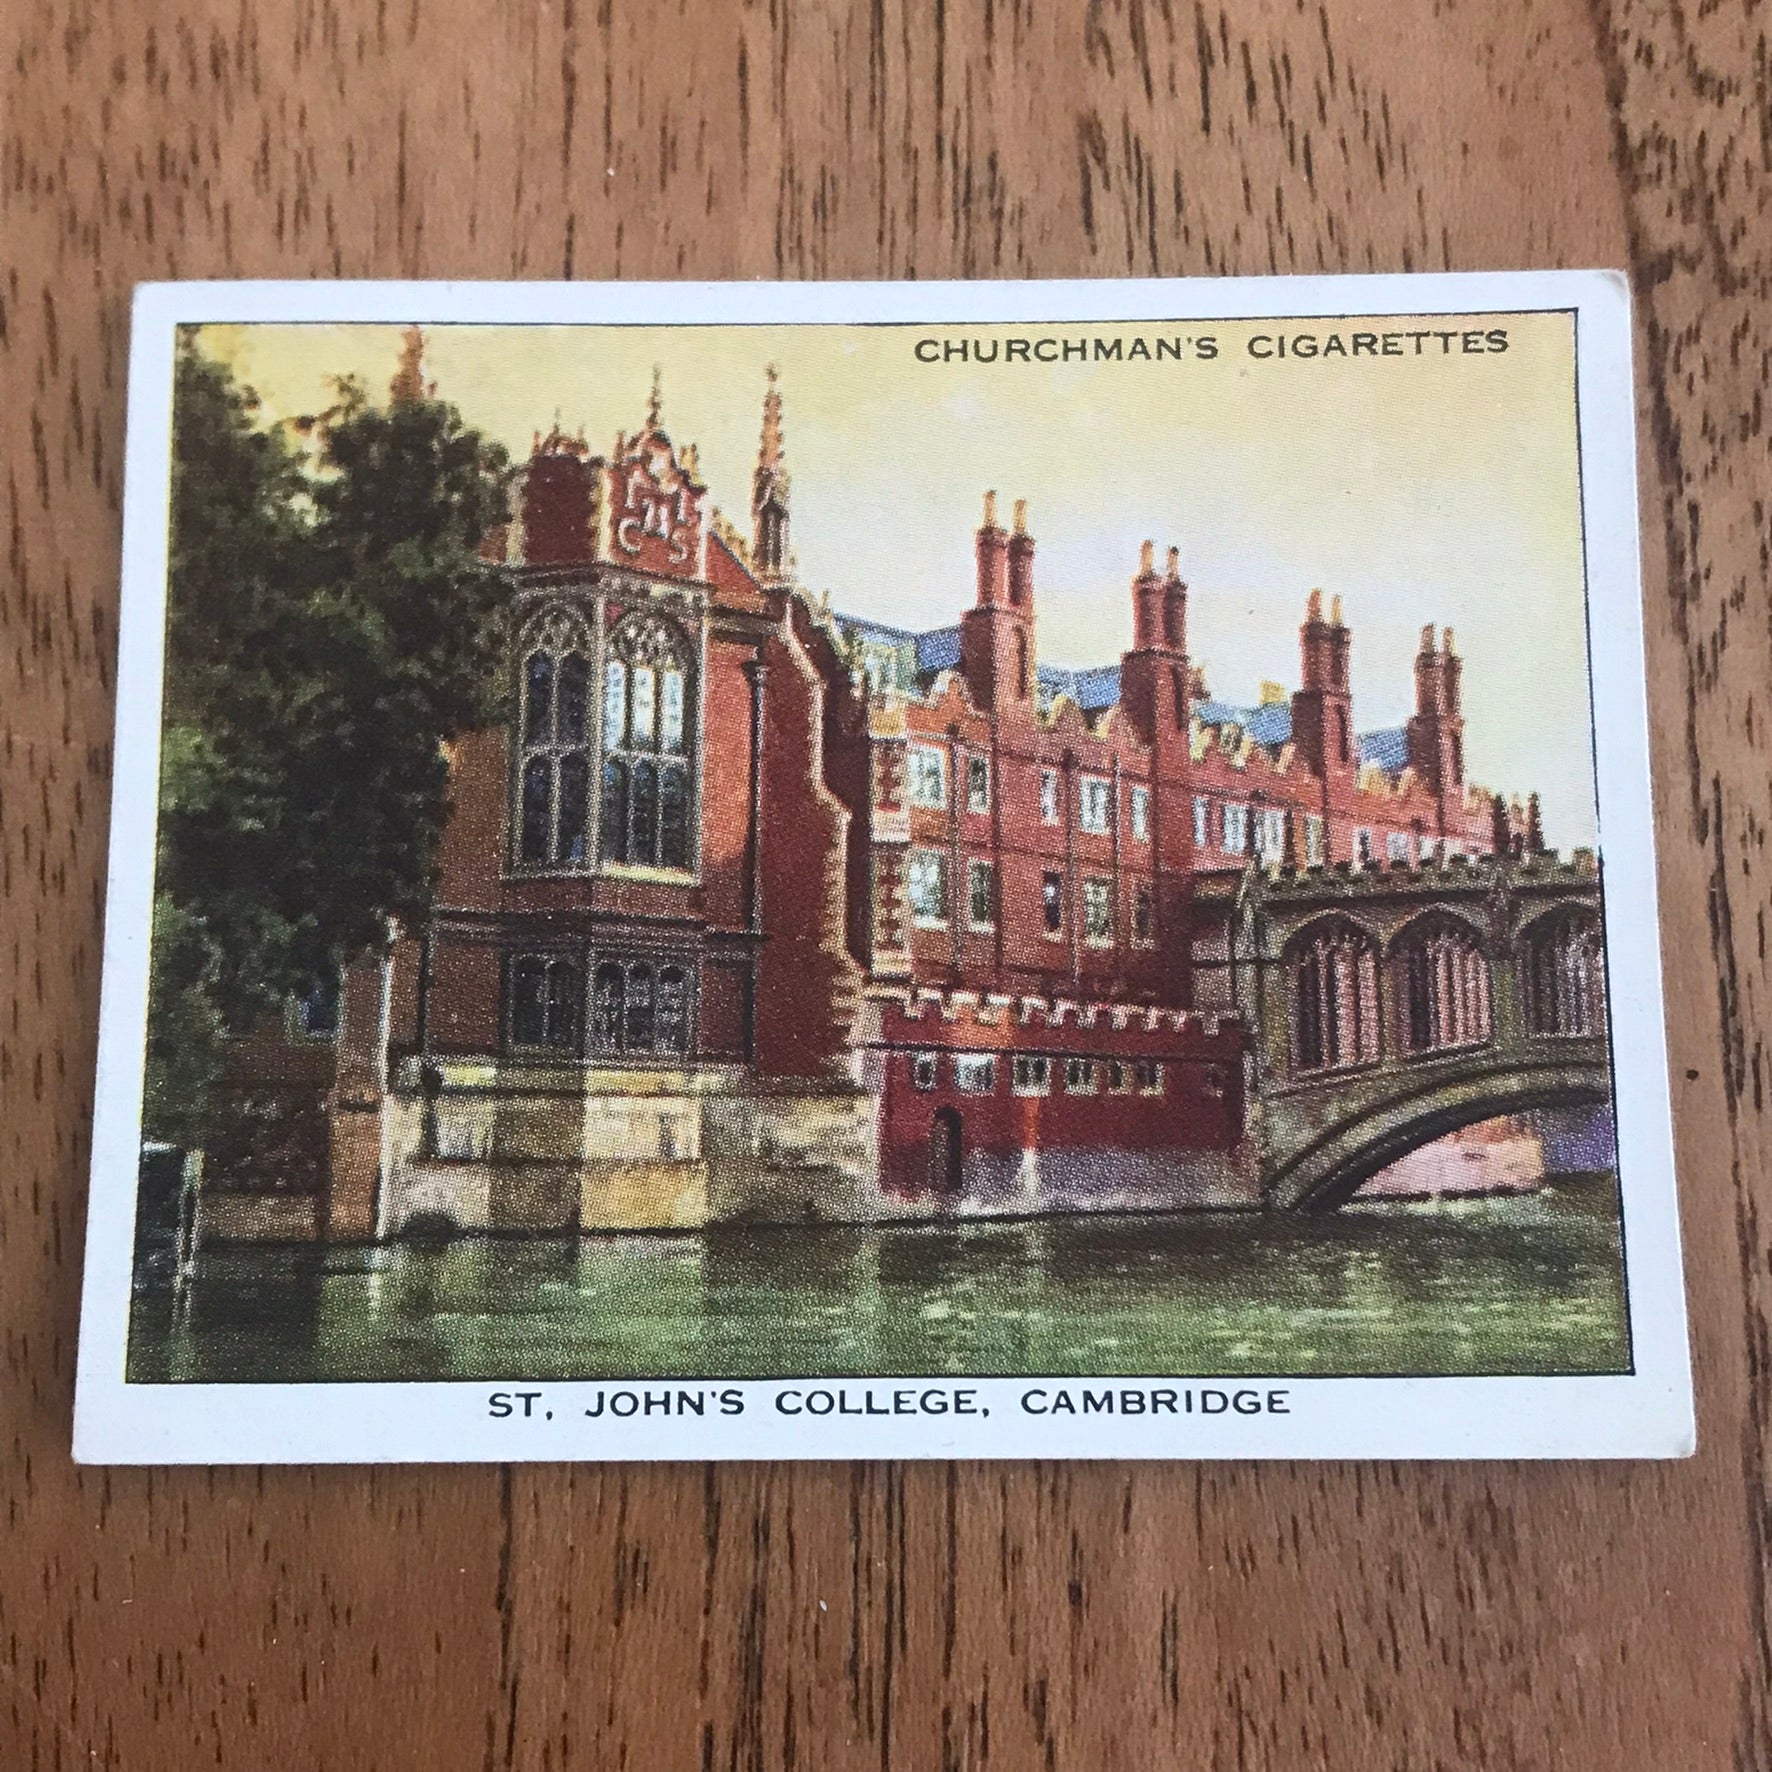 CHURCHMAN'S CIGARETTES
ST. JOHN'S COLLEGE, CAMBRIDGE